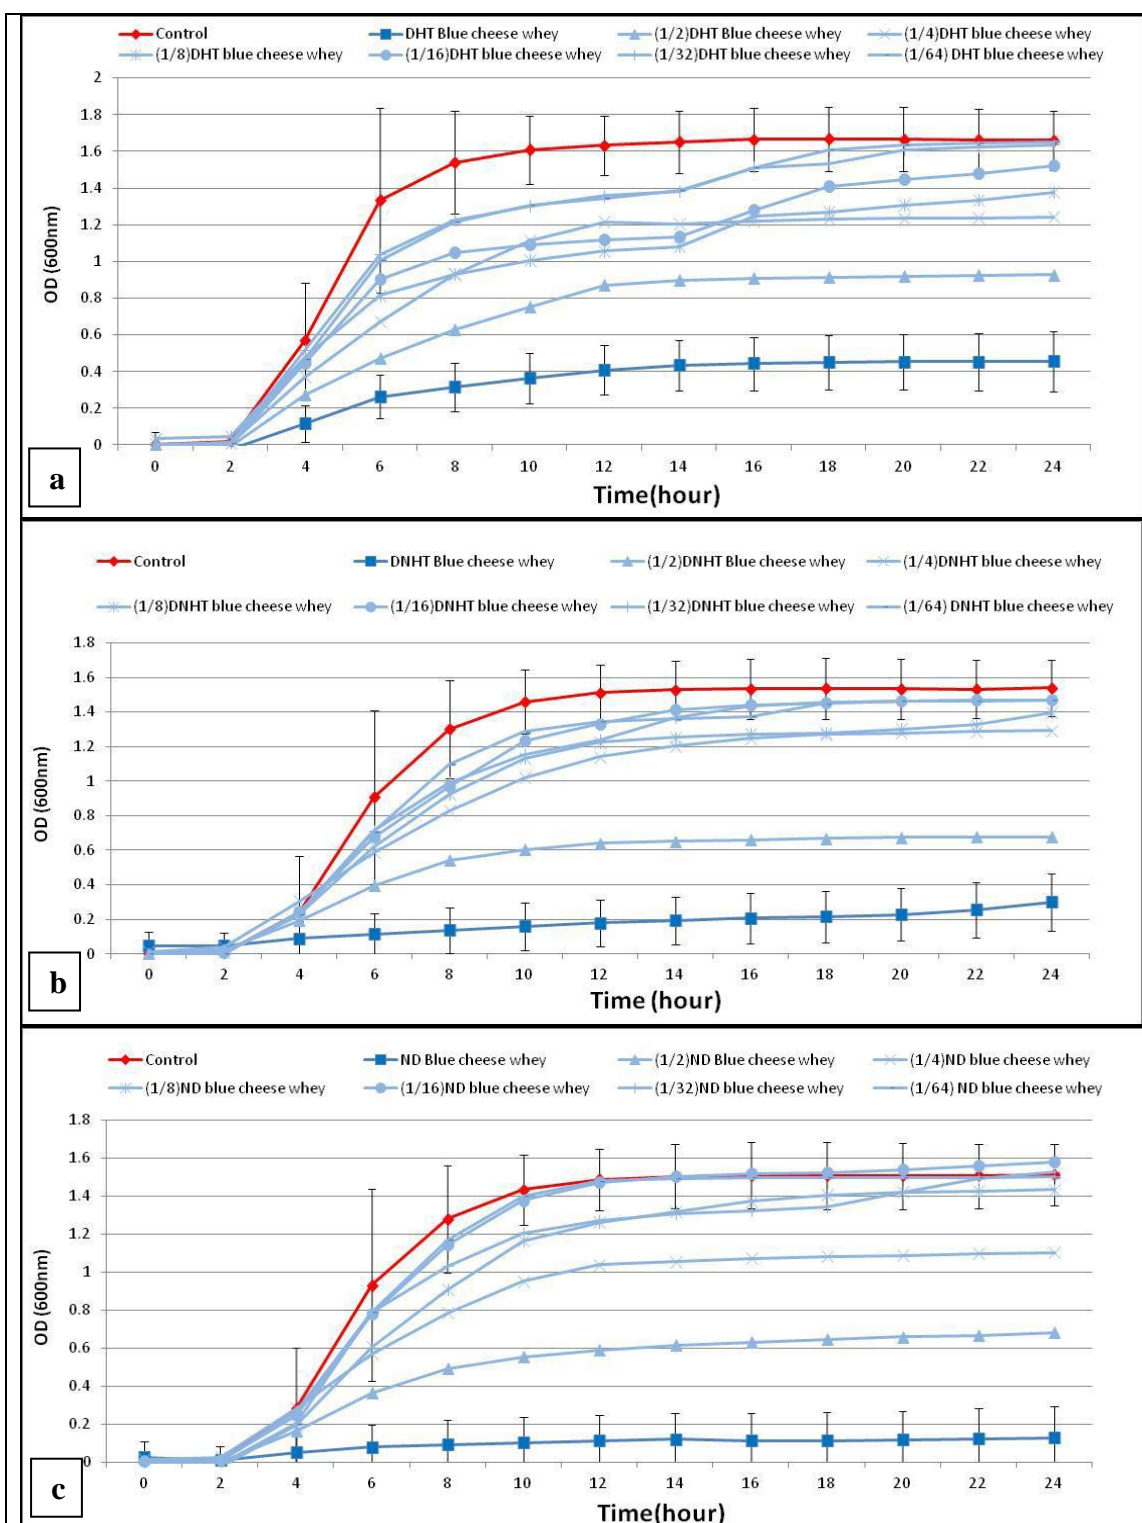 Control DHT Blue cheese whey (1/2)DHT Blue cheese whey (1/4)DHT blue cheese whey
(1/8)DHT blue cheese whey (1/16)DHT blue cheese whey (1/32)DHT blue cheese whey (1/64) DHT blue cheese whey
2
1.8
1.6
1.4
1.2
1
0.8
0.6
0.4
0.2
0
OD (600nm)
0 2 4 6 8 10 12 14 16 18 20 22 24
Time(hour)
a
Control DNHT Blue cheese whey (1/2)DNHT Blue cheese whey (1/4)DNHT blue cheese whey
(1/8)DNHT blue cheese whey (1/16)DNHT blue cheese whey (1/32)DNHT blue cheese whey (1/64) DNHT blue cheese whey
1.8
1.6
1.4
1.2
1
0.8
0.6
0.4
0.2
0
OD (600nm)
0 2 4 6 8 10 12 14 16 18 20 22 24
Time (hour)
b
Control ND Blue cheese whey (1/2)ND Blue cheese whey (1/4)ND blue cheese whey
(1/8)ND blue cheese whey (1/16)ND blue cheese whey (1/32)ND blue cheese whey (1/64) ND blue cheese whey
1.8
1.6
1.4
1.2
1
0.8
0.6
0.4
0.2
0
OD (600nm)
0 2 4 6 8 10 12 14 16 18 20 22 24
Time(hour)
c